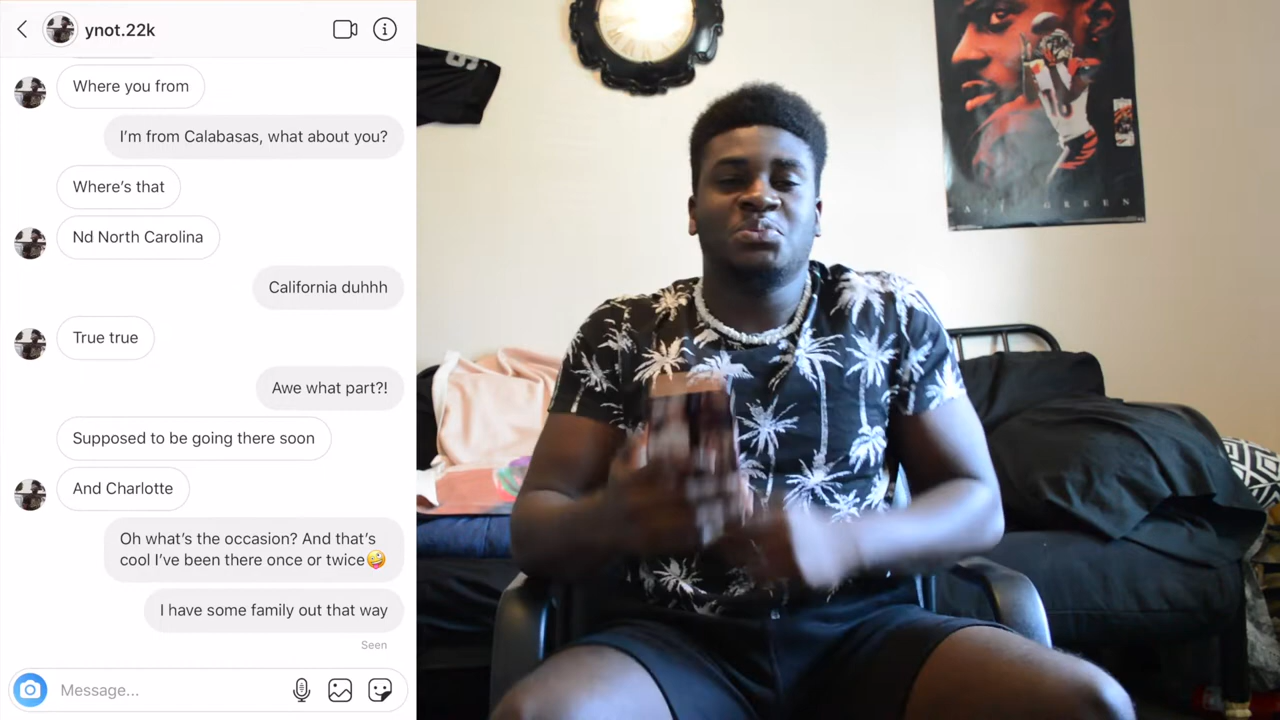 ynot.22k
Where you from
I'm from Calabasas, what about you?
Where's that
Nd North Carolina
California duhhh
True true
Awe what part?!
Supposed to be going there soon
And Charlotte
Oh what's the occasion? And that's
cool I've been there once or twice🤪
I have some family out that way
Seen
Message...
GREEN